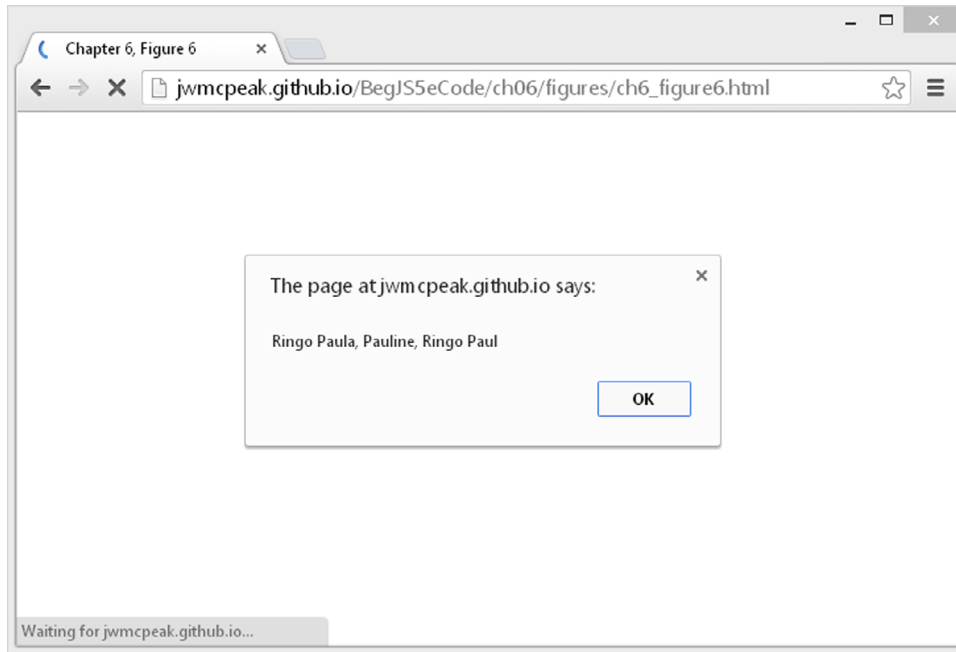 Chapter 6, Figure 6
jwmcpeak.github.io/BegJS5eCode/ch06/figures/ch6_figure6.html
The page at jwmcpeak.github.io says:
Ringo Paula, Pauline, Ringo Paul
OK
Waiting for jwmcpeak.github.io...